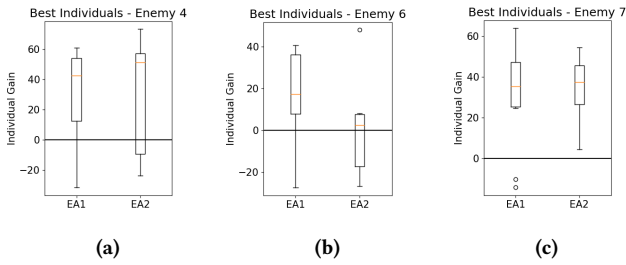 Best Individuals - Enemy 4
Individual Gain
60
40
20
0
−20
EA1 EA2
(a)
Best Individuals - Enemy 6
Individual Gain
40
20
0
−20
EA1 EA2
(b)
Best Individuals - Enemy 7
Individual Gain
60
40
20
0
EA1 EA2
(c)